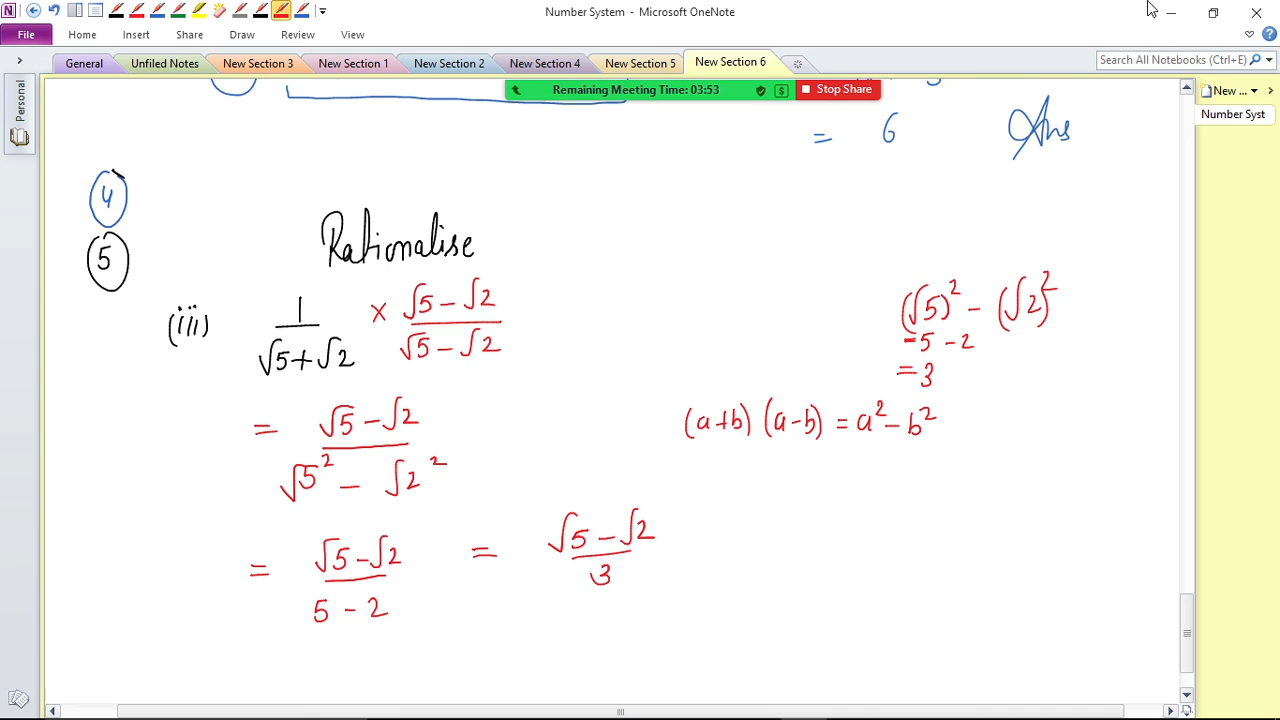 Number System - Microsoft OneNote
File Home Insert Share Draw Review View
General Unfiled Notes New Section 3 New Section 1 New Section 2 New Section 4 New Section 5 New Section 6
Search All Notebooks (Ctrl+E)
Remaining Meeting Time: 03:53 Stop Share
New ...
Personal
Number Syst
= 6 Ans
4
5
Rationalise
(iii) 1/(√5+√2) × (√5-√2)/(√5-√2)
= (√5-√2)/(√5² - √2²)
= (√5-√2)/(5-2) = (√5-√2)/3
(√5)² - (√2)²
= 5 - 2
= 3
(a+b) (a-b) = a² - b²